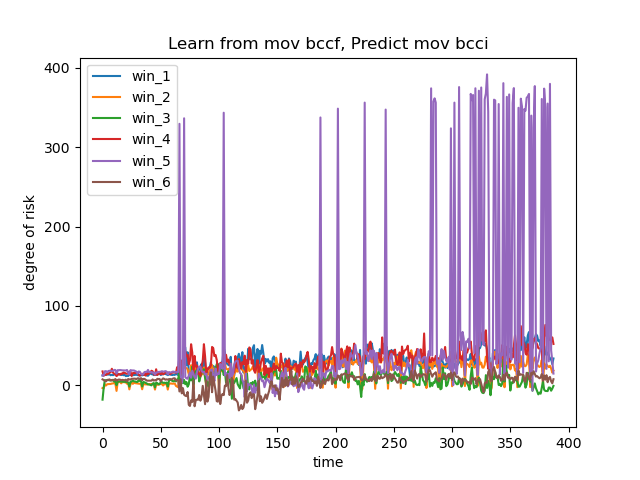 Learn from mov bccf, Predict mov bcci
degree of risk
400
300
200
100
0
win_1
win_2
win_3
win_4
win_5
win_6
0 50 100 150 200 250 300 350 400
time